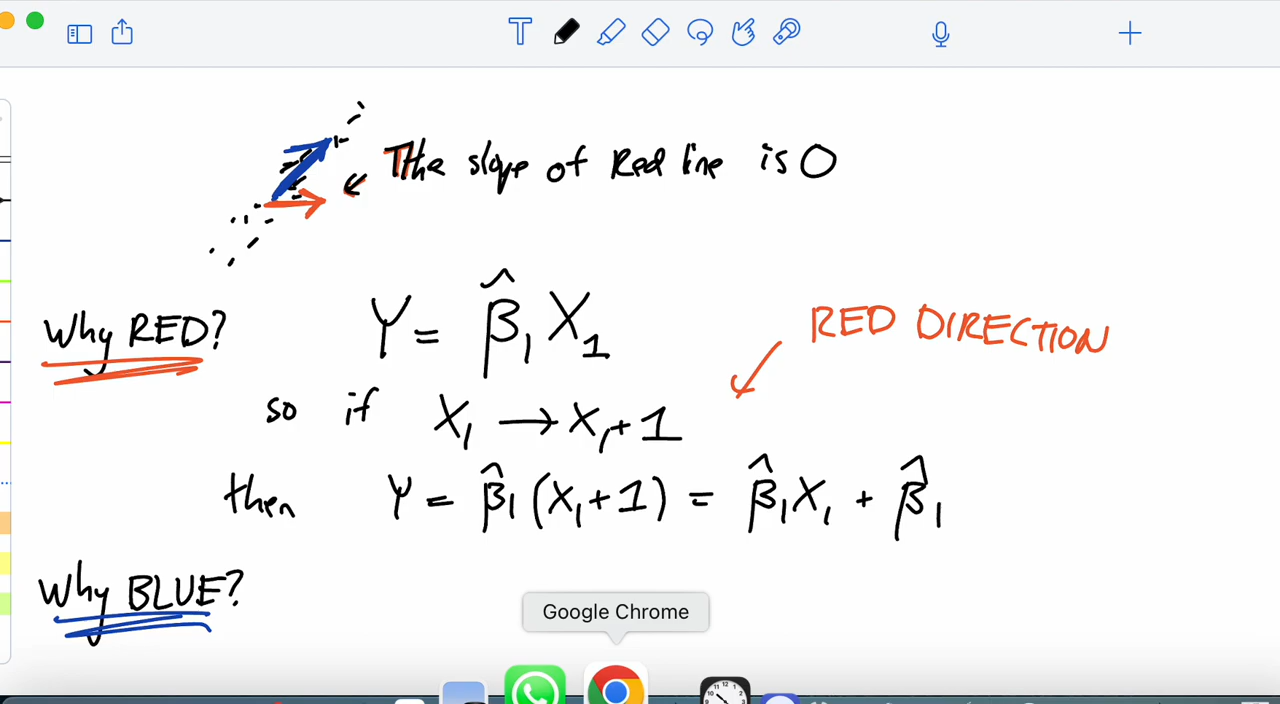 The slope of Red line is 0
Why RED?
Y = β̂₁ X₁
RED DIRECTION
so if X₁ → X₁+1
then Y = β̂₁ (X₁+1) = β̂₁X₁ + β̂₁
Why BLUE?
Google Chrome